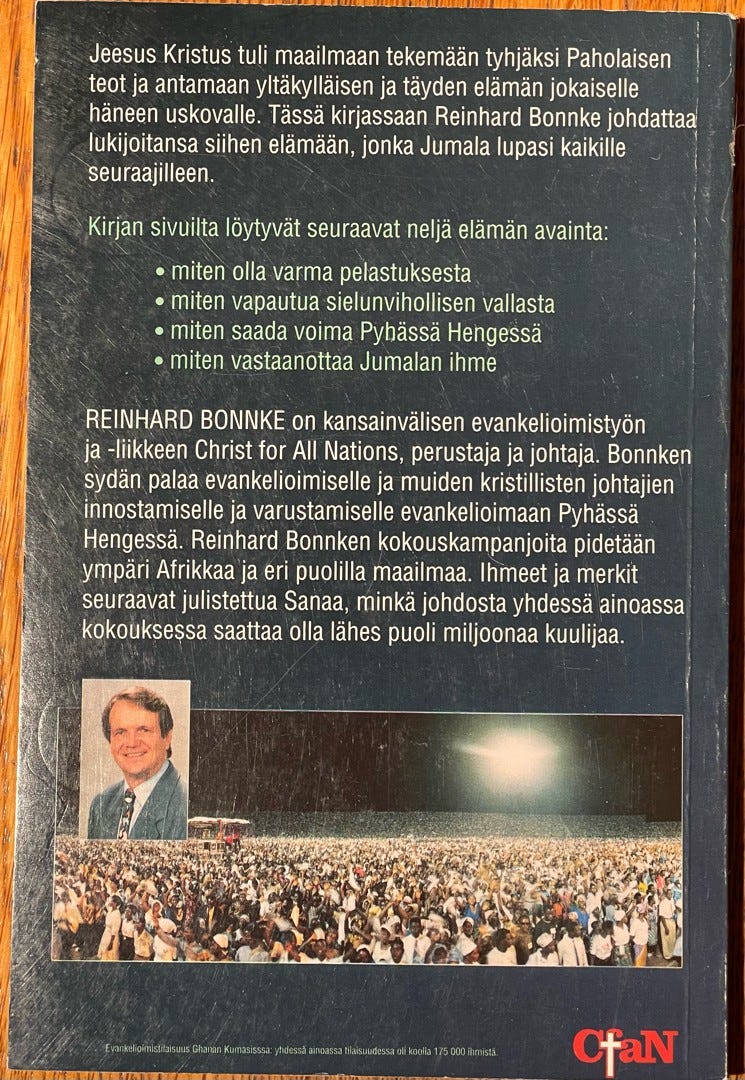 Jeesus Kristus tuli maailmaan tekemään tyhjäksi Paholaisen
teot ja antamaan yltäkylläisen ja täyden elämän jokaiselle
häneen uskovalle. Tässä kirjassaan Reinhard Bonnke johdattaa
lukijoitansa siihen elämään, jonka Jumala lupasi kaikille
seuraajilleen.
Kirjan sivuilta löytyvät seuraavat neljä elämän avainta:
• miten olla varma pelastuksesta
• miten vapautua sielunvihollisen vallasta
• miten saada voima Pyhässä Hengessä
• miten vastaanottaa Jumalan ihme
REINHARD BONNKE on kansainvälisen evankelioimistyön
ja -liikkeen Christ for All Nations, perustaja ja johtaja. Bonnken
sydän palaa evankelioimiselle ja muiden kristillisten johtajien
innostamiselle ja varustamiselle evankelioimaan Pyhässä
Hengessä. Reinhard Bonnken kokouskampanjoita pidetään
ympäri Afrikkaa ja eri puolilla maailmaa. Ihmeet ja merkit
seuraavat julistettua Sanaa, minkä johdosta yhdessä ainoassa
kokouksessa saattaa olla lähes puoli miljoonaa kuulijaa.
Evankelioimistilaisuus Ghanan Kumasisssa: yhdessä ainoassa tilaisuudessa oli koolla 175 000 ihmistä.
CfaN